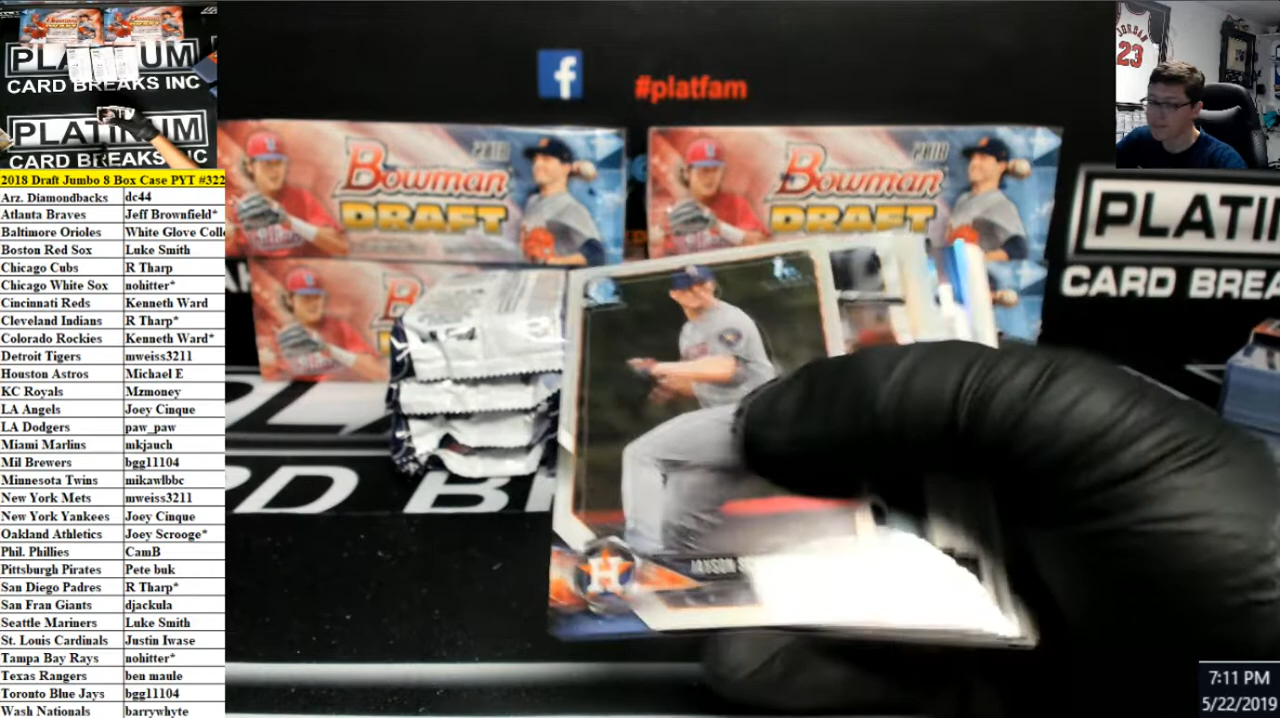 PLATINUM
CARD BREAKS INC
PLATINUM
CARD BREAKS INC
2018 Draft Jumbo 8 Box Case PYT #322
Arz. Diamondbacks dc44
Atlanta Braves Jeff Brownfield*
Baltimore Orioles White Glove Colle
Boston Red Sox Luke Smith
Chicago Cubs R Tharp
Chicago White Sox nohitter*
Cincinnati Reds Kenneth Ward
Cleveland Indians R Tharp*
Colorado Rockies Kenneth Ward*
Detroit Tigers mweiss3211
Houston Astros Michael E
KC Royals Mzmoney
LA Angels Joey Cinque
LA Dodgers paw_paw
Miami Marlins mkjauch
Mil Brewers bgg11104
Minnesota Twins mikawlbbc
New York Mets mweiss3211
New York Yankees Joey Cinque
Oakland Athletics Joey Scrooge*
Phil. Phillies CamB
Pittsburgh Pirates Pete buk
San Diego Padres R Tharp*
San Fran Giants djackula
Seattle Mariners Luke Smith
St. Louis Cardinals Justin Iwase
Tampa Bay Rays nohitter*
Texas Rangers ben maule
Toronto Blue Jays bgg11104
Wash Nationals barrywhyte
f
#platfam
2018
Bowman
DRAFT
2018
Bowman
DRAFT
B
JORDAN
23
PLATIN
CARD BREA
D BR
H
JAYSON S
7:11 PM
5/22/2019